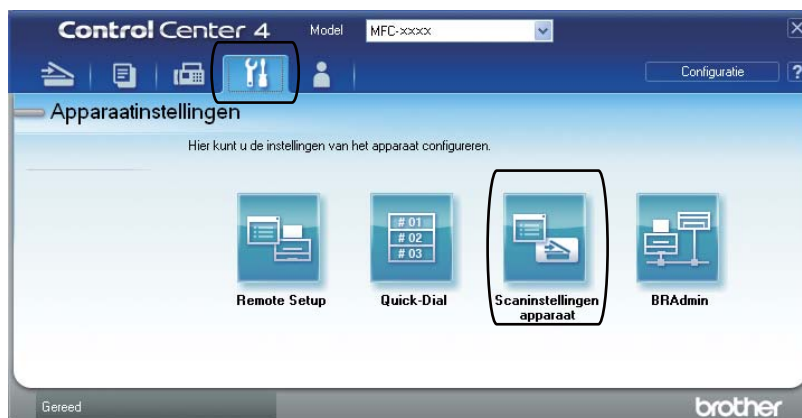 Control Center 4 Model MFC-xxxx
Configuratie ?
Apparaatinstellingen
Hier kunt u de instellingen van het apparaat configureren.
# 01
# 02
# 03
Remote Setup Quick-Dial Scaninstellingen apparaat BRAdmin
Gereed brother